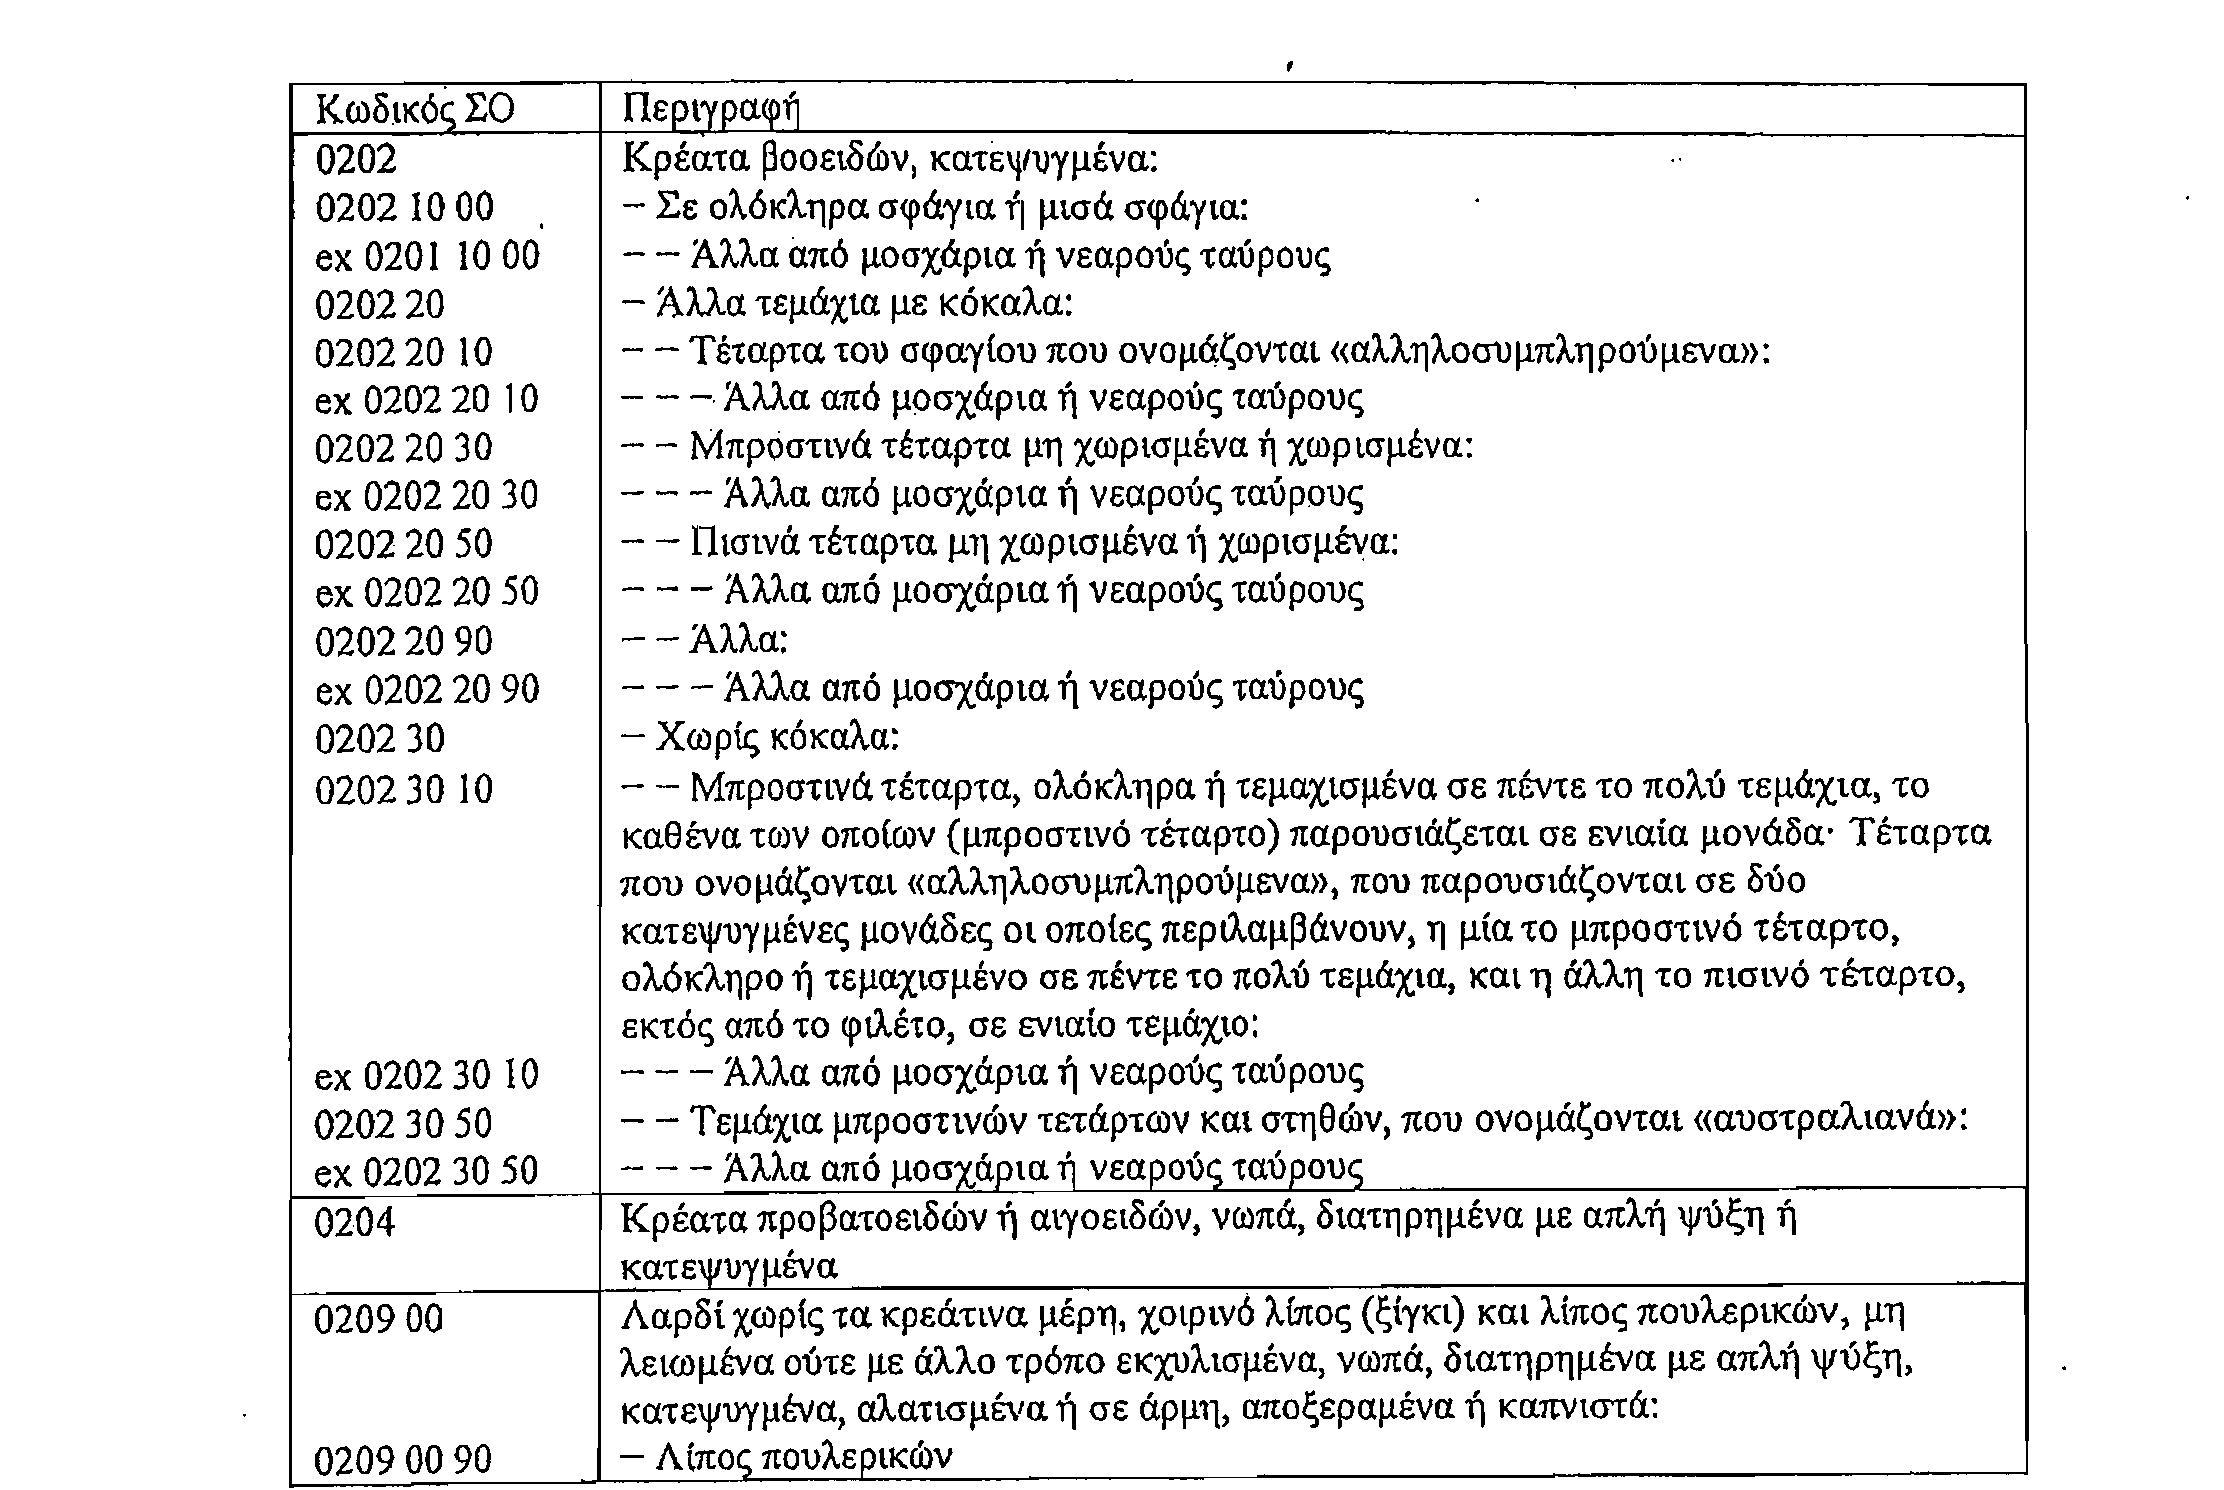 Κωδικός ΣΟ Περιγραφή
0202 Κρέατα βοοειδών, κατεψυγμένα:
0202 10 00 – Σε ολόκληρα σφάγια ή μισά σφάγια:
ex 0201 10 00 – – Άλλα από μοσχάρια ή νεαρούς ταύρους
0202 20 – Άλλα τεμάχια με κόκαλα:
0202 20 10 – – Τέταρτα του σφαγίου που ονομάζονται «αλληλοσυμπληρούμενα»:
ex 0202 20 10 – – – Άλλα από μοσχάρια ή νεαρούς ταύρους
0202 20 30 – – Μπροστινά τέταρτα μη χωρισμένα ή χωρισμένα:
ex 0202 20 30 – – – Άλλα από μοσχάρια ή νεαρούς ταύρους
0202 20 50 – – Πισινά τέταρτα μη χωρισμένα ή χωρισμένα:
ex 0202 20 50 – – – Άλλα από μοσχάρια ή νεαρούς ταύρους
0202 20 90 – – Άλλα:
ex 0202 20 90 – – – Άλλα από μοσχάρια ή νεαρούς ταύρους
0202 30 – Χωρίς κόκαλα:
0202 30 10 – – Μπροστινά τέταρτα, ολόκληρα ή τεμαχισμένα σε πέντε το πολύ τεμάχια, το
καθένα των οποίων (μπροστινό τέταρτο) παρουσιάζεται σε ενιαία μονάδα· Τέταρτα
που ονομάζονται «αλληλοσυμπληρούμενα», που παρουσιάζονται σε δύο
κατεψυγμένες μονάδες οι οποίες περιλαμβάνουν, η μία το μπροστινό τέταρτο,
ολόκληρο ή τεμαχισμένο σε πέντε το πολύ τεμάχια, και η άλλη το πισινό τέταρτο,
εκτός από το φιλέτο, σε ενιαίο τεμάχιο:
ex 0202 30 10 – – – Άλλα από μοσχάρια ή νεαρούς ταύρους
0202 30 50 – – Τεμάχια μπροστινών τετάρτων και στηθών, που ονομάζονται «αυστραλιανά»:
ex 0202 30 50 – – – Άλλα από μοσχάρια ή νεαρούς ταύρους
0204 Κρέατα προβατοειδών ή αιγοειδών, νωπά, διατηρημένα με απλή ψύξη ή
κατεψυγμένα
0209 00 Λαρδί χωρίς τα κρεάτινα μέρη, χοιρινό λίπος (ξίγκι) και λίπος πουλερικών, μη
λειωμένα ούτε με άλλο τρόπο εκχυλισμένα, νωπά, διατηρημένα με απλή ψύξη,
κατεψυγμένα, αλατισμένα ή σε άρμη, αποξεραμένα ή καπνιστά:
0209 00 90 – Λίπος πουλερικών